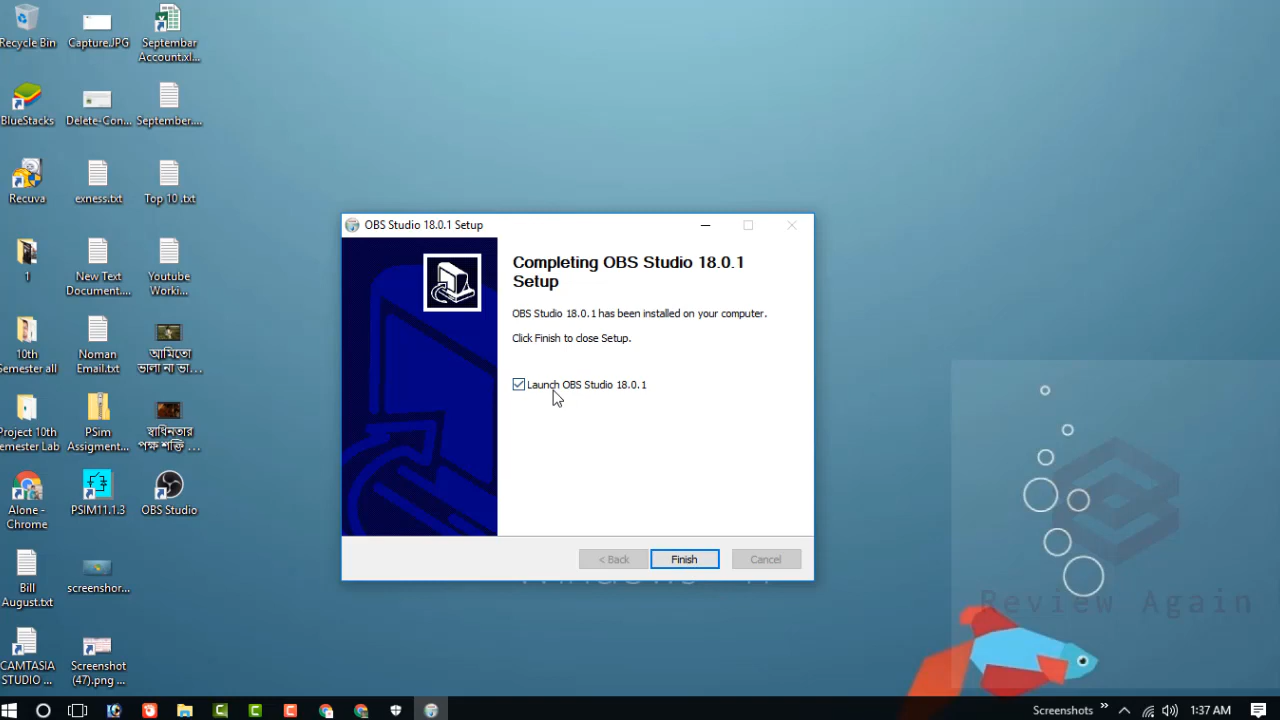 Recycle Bin
Capture.JPG
Septembar
Account.xl...
BlueStacks
Delete-Con...
September....
Recuva
exness.txt
Top 10 .txt
1
New Text
Document....
Youtube
Worki...
10th
Semester all
Noman
Email.txt
আমিতো
ভালা না ভা...
Project 10th
Semester Lab
PSim
Assigment...
স্বাধিনতার
পক্ষ শক্তি ...
Alone -
Chrome
PSIM11.1.3
OBS Studio
Bill
August.txt
screenshor...
CAMTASIA
STUDIO ...
Screenshot
(47).png ...
OBS Studio 18.0.1 Setup
Completing OBS Studio 18.0.1
Setup
OBS Studio 18.0.1 has been installed on your computer.
Click Finish to close Setup.
Launch OBS Studio 18.0.1
< Back
Finish
Cancel
Review Again
Screenshots
1:37 AM